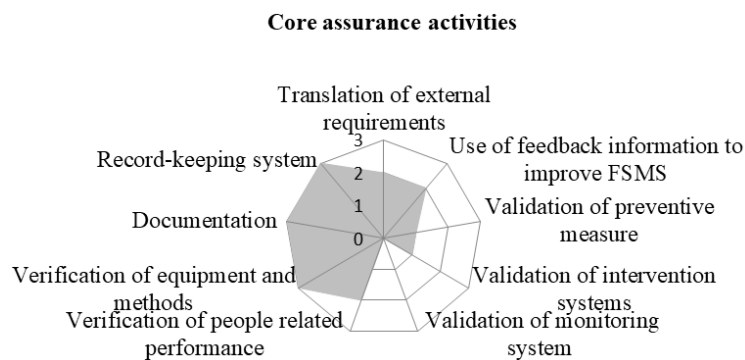 Core assurance activities
Translation of external
requirements
Use of feedback information to
improve FSMS
Validation of preventive
measure
Validation of intervention
systems
Validation of monitoring
system
Verification of people related
performance
Verification of equipment and
methods
Documentation
Record-keeping system
3
2
1
0